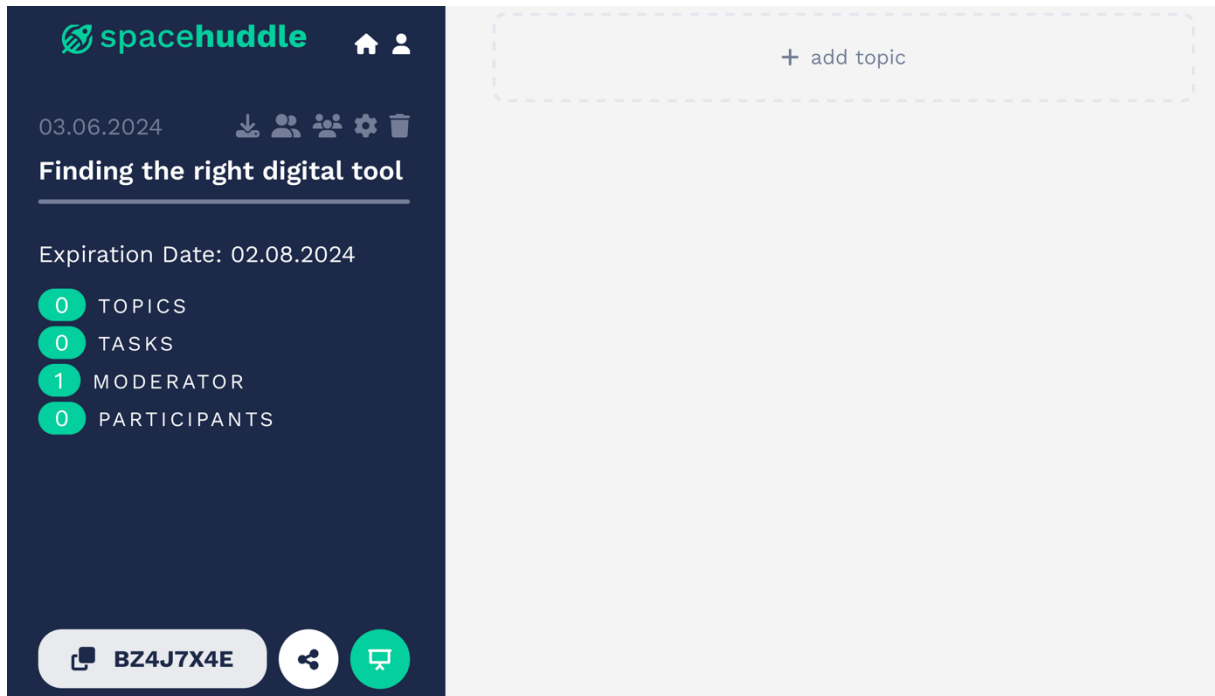 spacehuddle
03.06.2024
Finding the right digital tool
Expiration Date: 02.08.2024
0 TOPICS
0 TASKS
1 MODERATOR
0 PARTICIPANTS
BZ4J7X4E
+ add topic